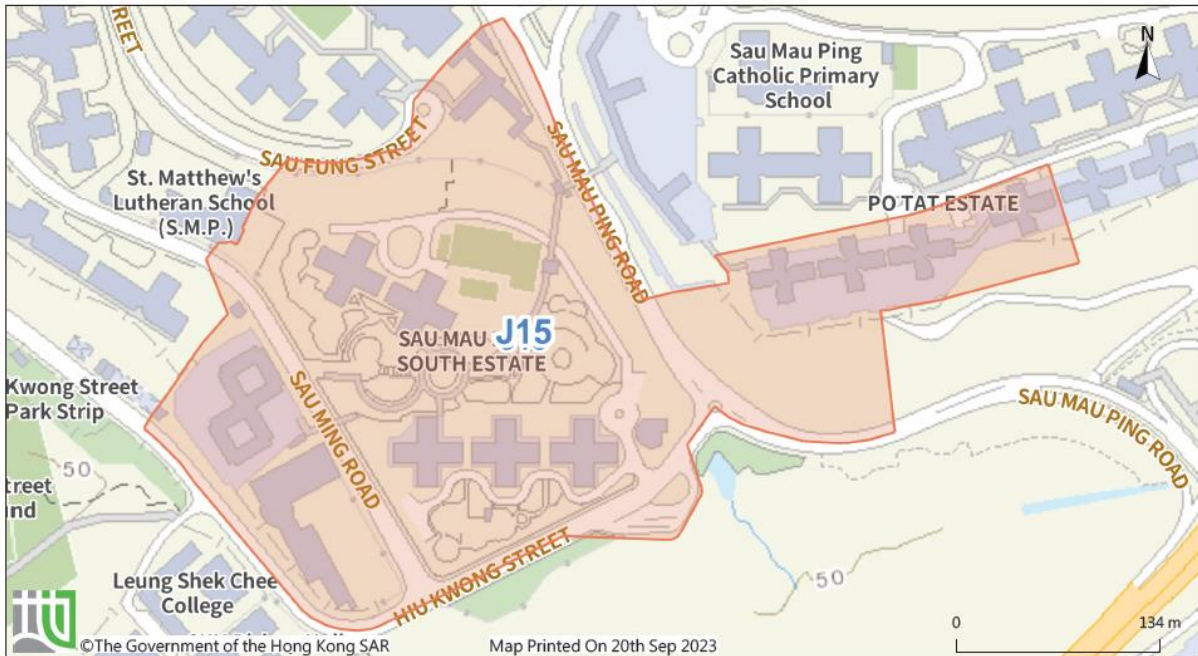 REET
Sau Mau Ping
Catholic Primary
School
N
SAU FUNG STREET
SAU MAU PING ROAD
St. Matthew's
Lutheran School
(S.M.P.)
PO TAT ESTATE
J15
SAU MAU
SOUTH ESTATE
Kwong Street
Park Strip
SAU MING ROAD
SAU MAU PING ROAD
50
treet
nd
HIU KWONG STREET
50
Leung Shek Chee
College
0 134 m
©The Government of the Hong Kong SAR
Map Printed On 20th Sep 2023